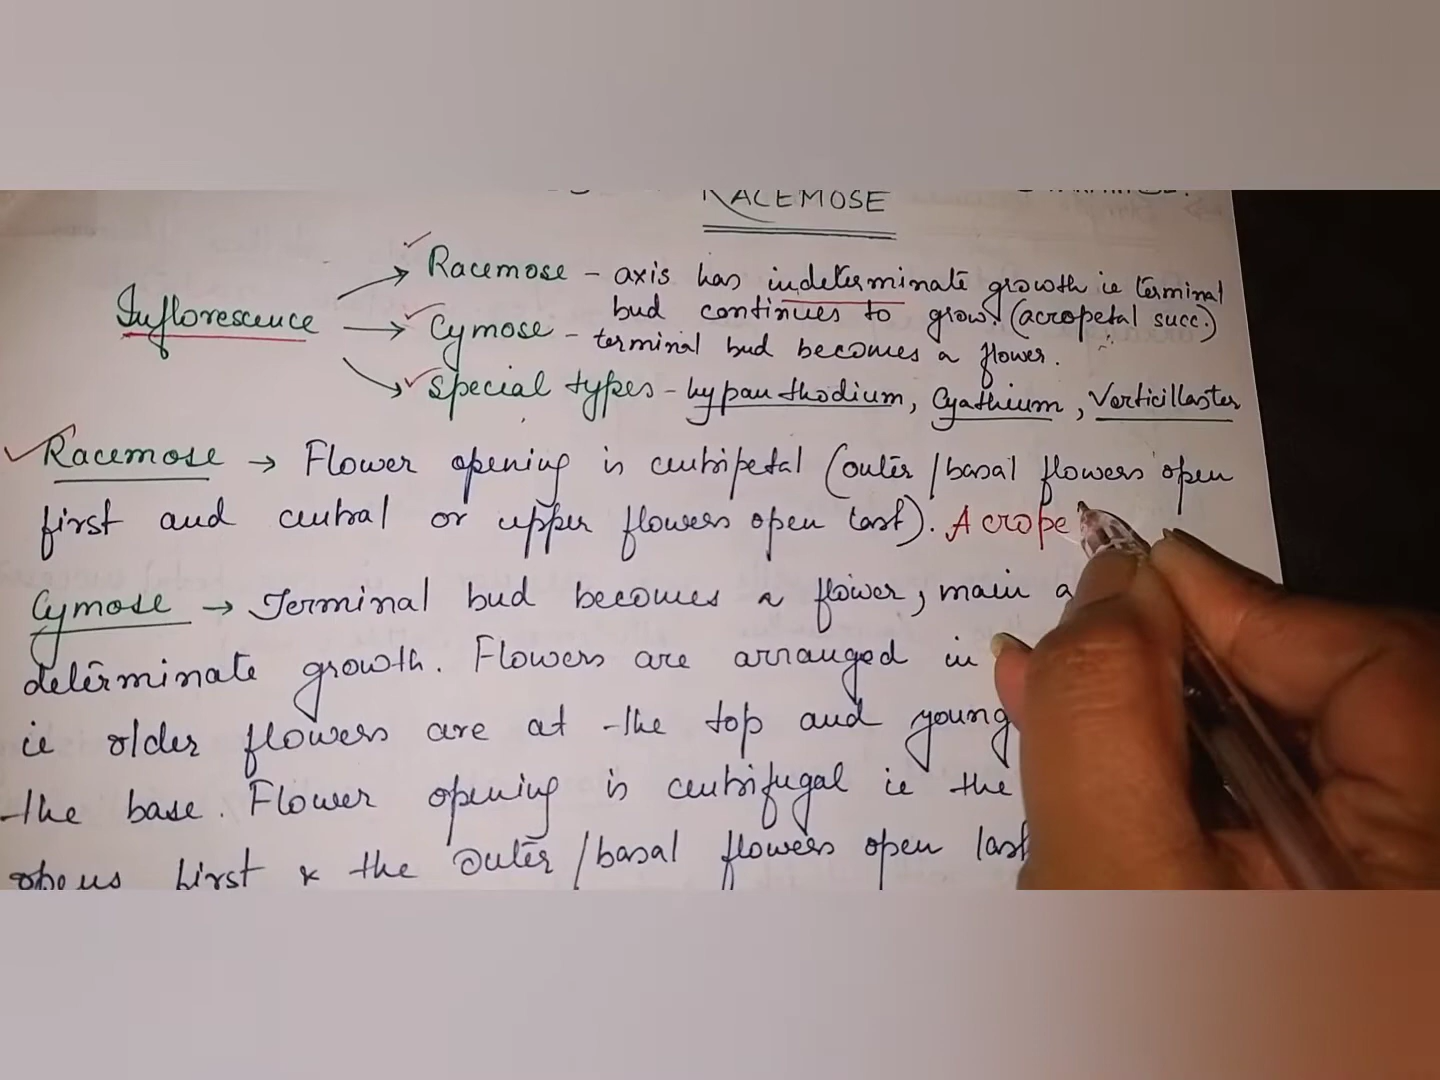 RACEMOSE
Inflorescence
Racemose - axis has indeterminate growth ie terminal
bud continues to grow. (acropetal succ.)
Cymose - terminal bud becomes a flower.
Special types - hypanthodium, Cyathium, Verticillaster
Racemose → Flower opening is centripetal (outer/basal flowers open
first and central or upper flowers open last). Acrope
Cymose → Terminal bud becomes a flower, main a
determinate growth. Flowers are arranged in
ie older flowers are at the top and young
the base. Flower opening is centrifugal ie the
opens first & the outer/basal flowers open last